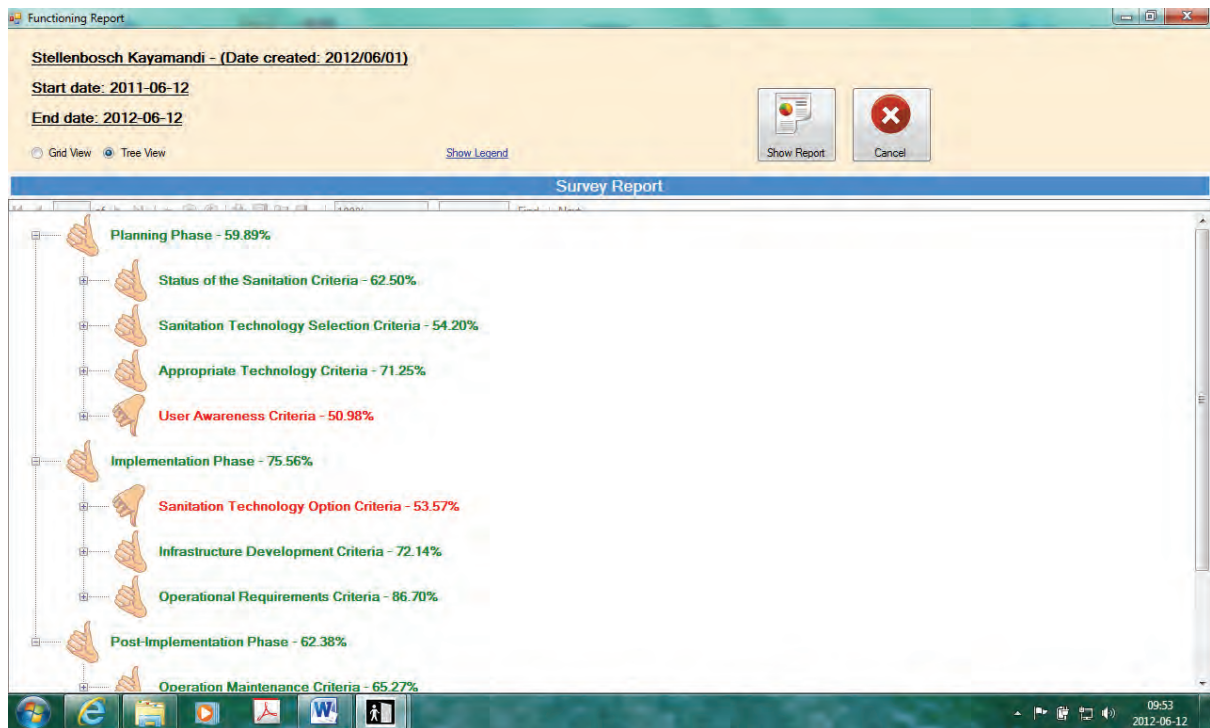 Functioning Report
Stellenbosch Kayamandi - (Date created: 2012/06/01)
Start date: 2011-06-12
End date: 2012-06-12
Grid View Tree View Show Legend Show Report Cancel
Survey Report
of 100% Find Next
Planning Phase - 59.89%
Status of the Sanitation Criteria - 62.50%
Sanitation Technology Selection Criteria - 54.20%
Appropriate Technology Criteria - 71.25%
User Awareness Criteria - 50.98%
Implementation Phase - 75.56%
Sanitation Technology Option Criteria - 53.57%
Infrastructure Development Criteria - 72.14%
Operational Requirements Criteria - 86.70%
Post-Implementation Phase - 62.38%
Operation Maintenance Criteria - 65.27%
09:53
2012-06-12